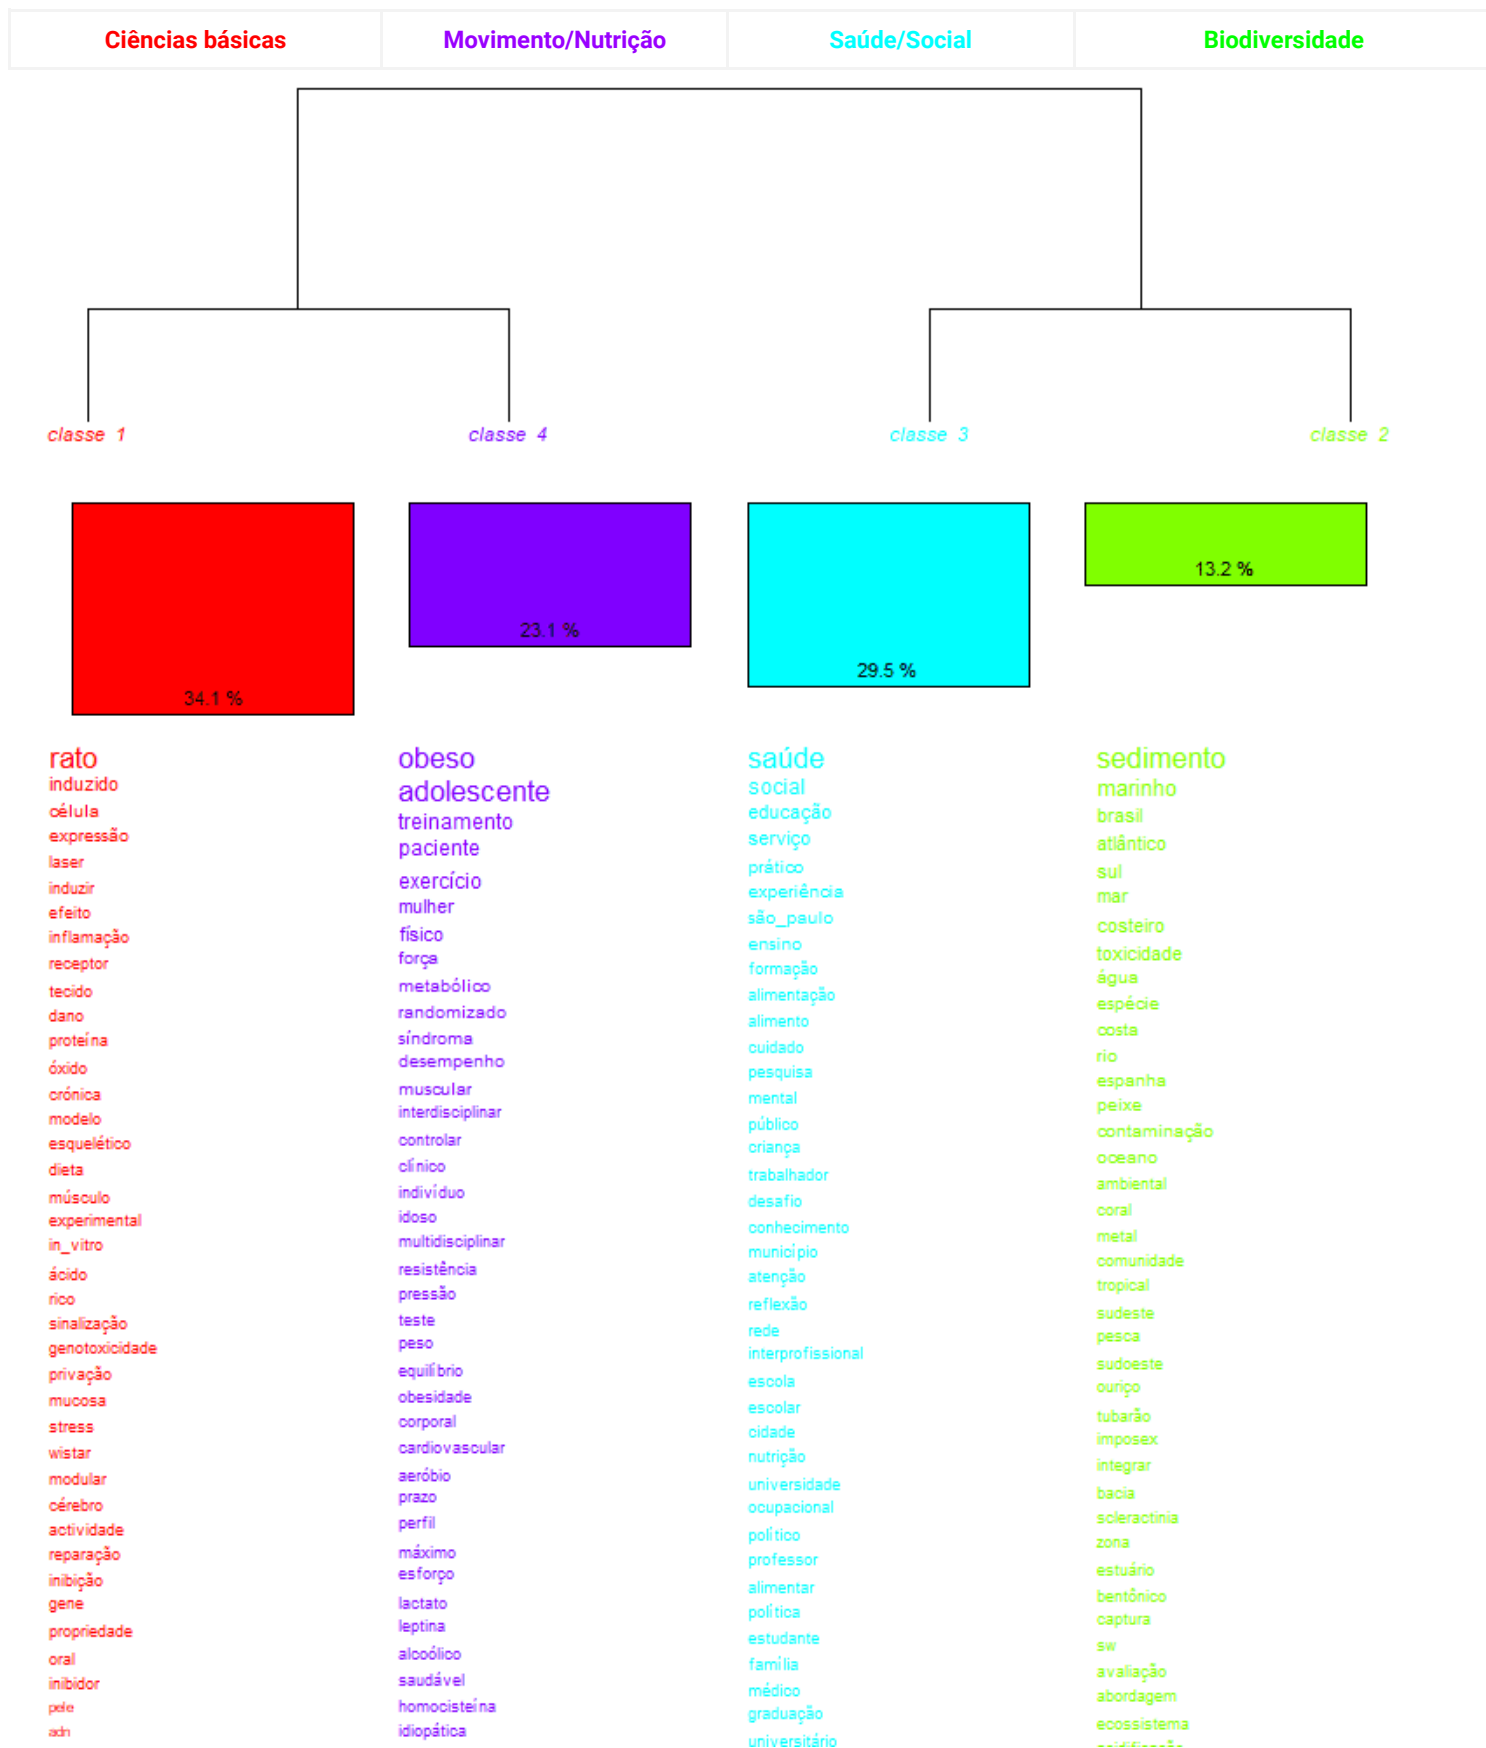 Ciências básicas Movimento/Nutrição Saúde/Social Biodiversidade
classe 1 classe 4 classe 3 classe 2
34.1 %
23.1 %
29.5 %
13.2 %
rato
induzido
célula
expressão
laser
induzir
efeito
inflamação
receptor
tecido
dano
proteína
óxido
crónica
modelo
esquelético
dieta
músculo
experimental
in_vitro
ácido
rico
sinalização
genotoxicidade
privação
mucosa
stress
wistar
modular
cérebro
actividade
reparação
inibição
gene
propriedade
oral
inibidor
pele
adn
obeso
adolescente
treinamento
paciente
exercício
mulher
físico
força
metabólico
randomizado
síndroma
desempenho
muscular
interdisciplinar
controlar
clínico
indivíduo
idoso
multidisciplinar
resistência
pressão
teste
peso
equilíbrio
obesidade
corporal
cardiovascular
aeróbio
prazo
perfil
máximo
esforço
lactato
leptina
alcoólico
saudável
homocisteína
idiopática
saúde
social
educação
serviço
prático
experiência
são_paulo
ensino
formação
alimentação
alimento
cuidado
pesquisa
mental
público
criança
trabalhador
desafio
conhecimento
município
atenção
reflexão
rede
interprofissional
escola
escolar
cidade
nutrição
universidade
ocupacional
político
professor
alimentar
política
estudante
família
médico
graduação
universitário
sedimento
marinho
brasil
atlântico
sul
mar
costeiro
toxicidade
água
espécie
costa
rio
espanha
peixe
contaminação
oceano
ambiental
coral
metal
comunidade
tropical
sudeste
pesca
sudoeste
ouriço
tubarão
imposex
integrar
bacia
scleractinia
zona
estuário
bentônico
captura
sw
avaliação
abordagem
ecossistema